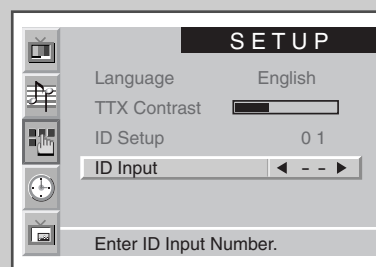 SETUP
Language English
TTX Contrast
ID Setup 0 1
ID Input ◀ - - ▶
Enter ID Input Number.